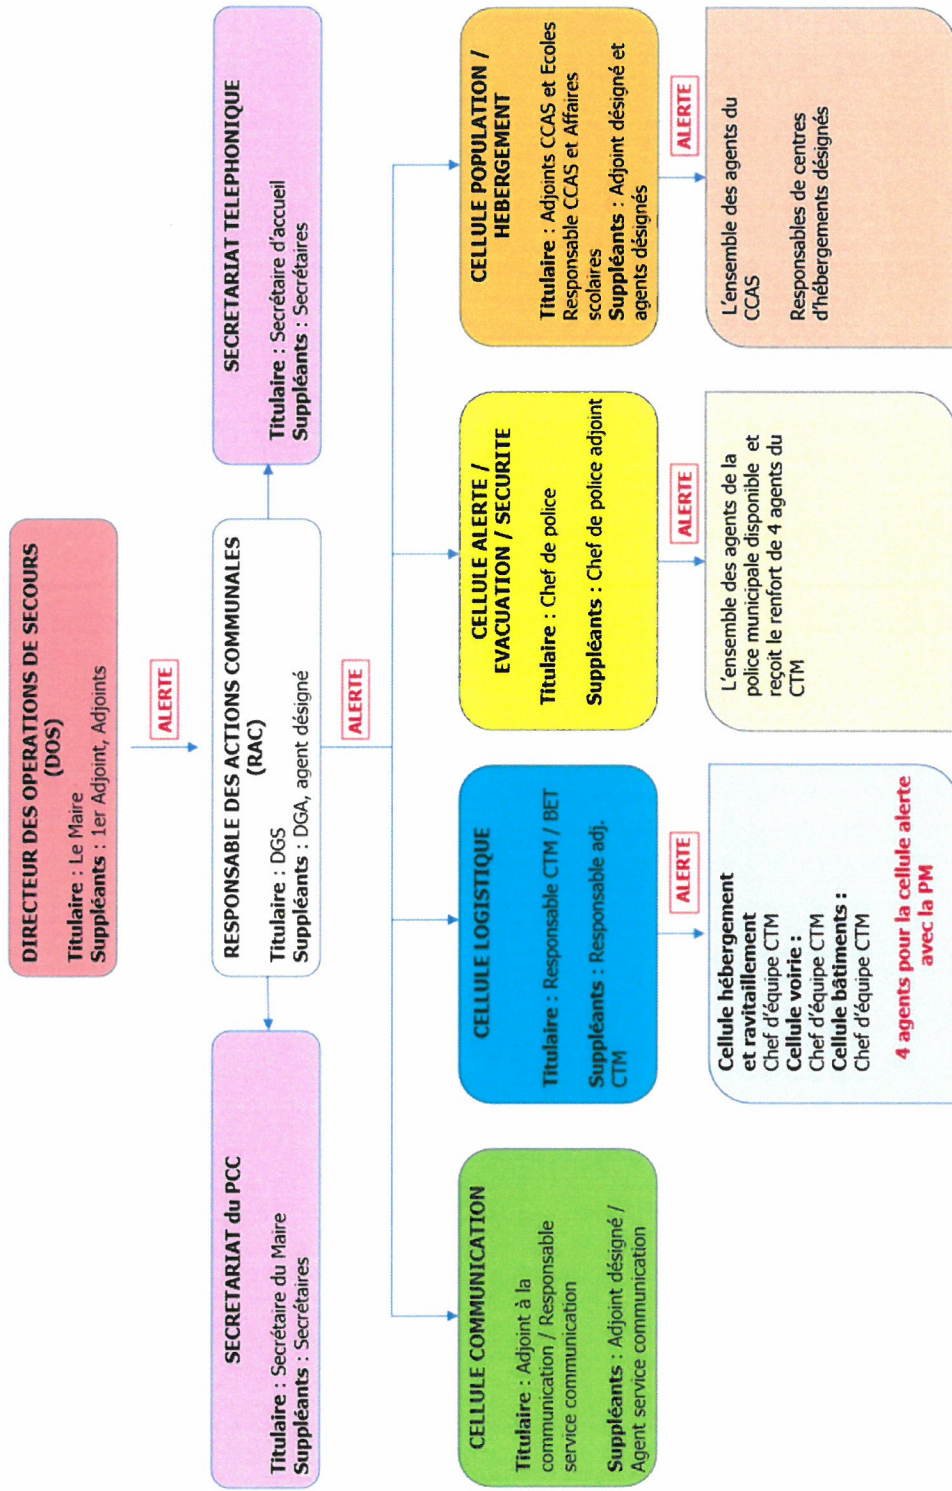 DIRECTEUR DES OPERATIONS DE SECOURS
(DOS)
Titulaire : Le Maire
Suppléants : 1er Adjoint, Adjoints
ALERTE
SECRETARIAT du PCC
Titulaire : Secrétaire du Maire
Suppléants : Secrétaires
RESPONSABLE DES ACTIONS COMMUNALES
(RAC)
Titulaire : DGS
Suppléants : DGA, agent désigné
SECRETARIAT TELEPHONIQUE
Titulaire : Secrétaire d'accueil
Suppléants : Secrétaires
ALERTE
CELLULE COMMUNICATION
Titulaire : Adjoint à la
communication / Responsable
service communication
Suppléants : Adjoint désigné /
Agent service communication
CELLULE LOGISTIQUE
Titulaire : Responsable CTM / BET
Suppléants : Responsable adj.
CTM
CELLULE ALERTE /
EVACUATION / SECURITE
Titulaire : Chef de police
Suppléants : Chef de police adjoint
CELLULE POPULATION /
HEBERGEMENT
Titulaire : Adjoints CCAS et Ecoles
Responsable CCAS et Affaires
scolaires
Suppléants : Adjoint désigné et
agents désignés
ALERTE
ALERTE
ALERTE
Cellule hébergement
et ravitaillement
Chef d'équipe CTM
Cellule voirie :
Chef d'équipe CTM
Cellule bâtiments :
Chef d'équipe CTM
4 agents pour la cellule alerte
avec la PM
L'ensemble des agents de la
police municipale disponible et
reçoit le renfort de 4 agents du
CTM
L'ensemble des agents du
CCAS
Responsables de centres
d'hébergements désignés